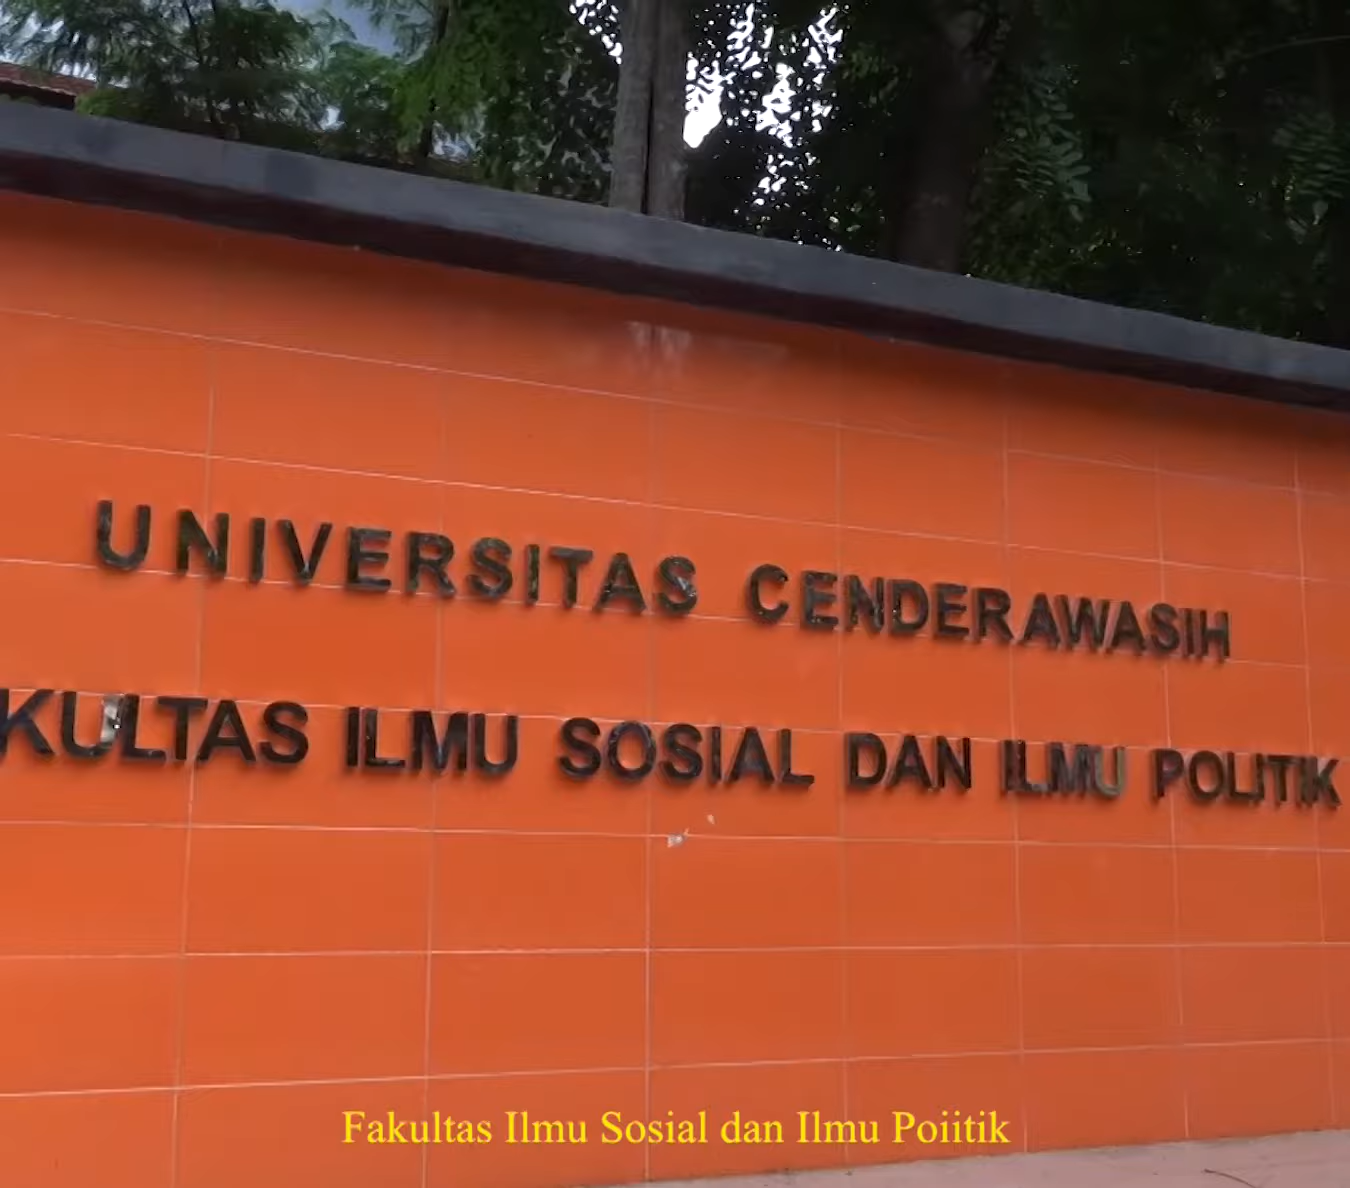 UNIVERSITAS CENDERAWASIH
KULTAS ILMU SOSIAL DAN ILMU POLITIK
Fakultas Ilmu Sosial dan Ilmu Poiitik